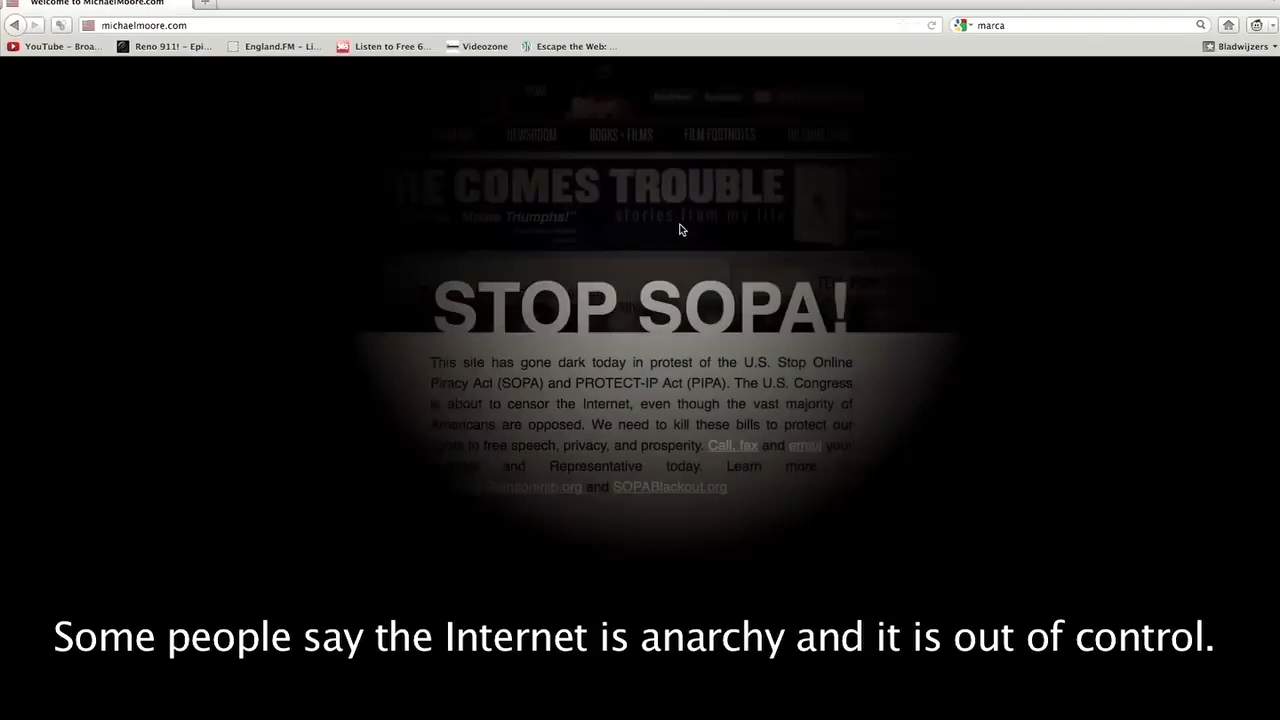 Welcome to MichaelMoore.com
michaelmoore.com
marca
YouTube - Broa... Reno 911! - Epi... England.FM - Li... Listen to Free 6... Videozone Escape the Web: ... Bladwijzers
NEWSROOM BOOKS + FILMS FILM FOOTNOTES
COMES TROUBLE
Moore Triumphs!" stories from my life
STOP SOPA!
This site has gone dark today in protest of the U.S. Stop Online
Piracy Act (SOPA) and PROTECT-IP Act (PIPA). The U.S. Congress
is about to censor the Internet, even though the vast majority of
Americans are opposed. We need to kill these bills to protect our
rights to free speech, privacy, and prosperity. Call, fax and email your
and Representative today. Learn more
and SOPABlackout.org
Some people say the Internet is anarchy and it is out of control.